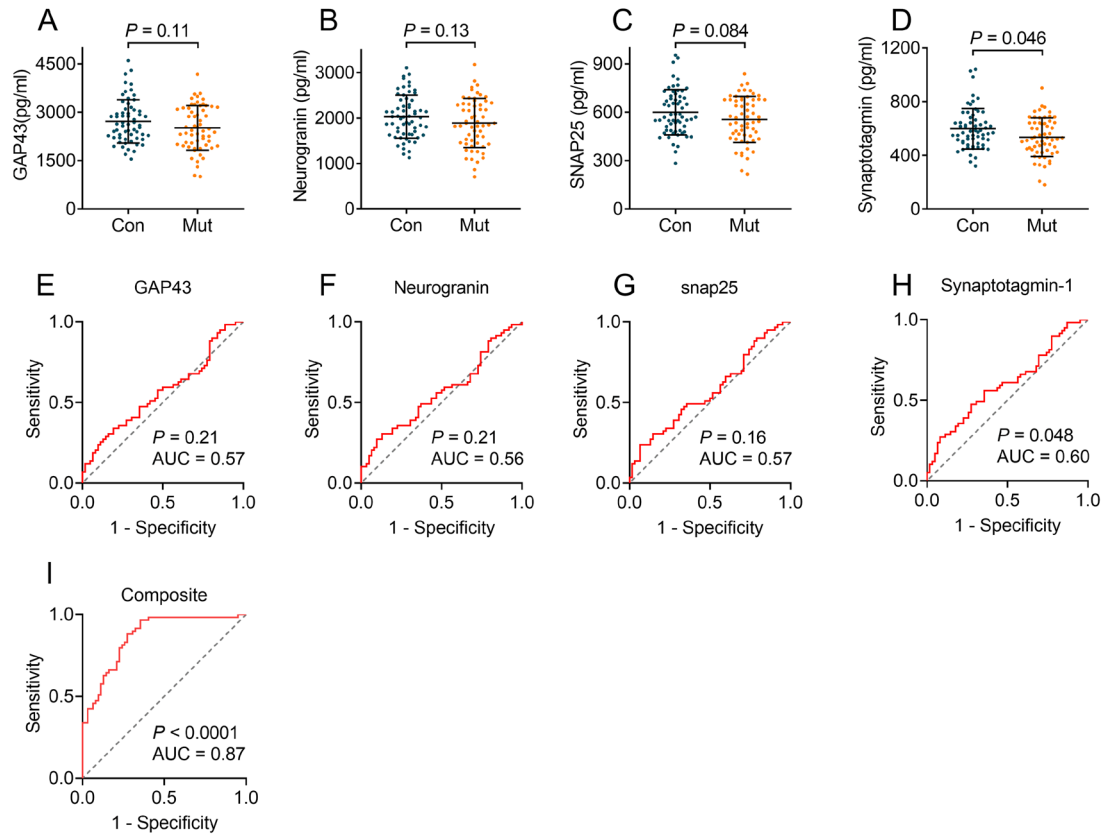 A
P = 0.11
GAP43(pg/ml)
4500
3000
1500
0
Con
Mut
B
P = 0.13
Neurogranin (pg/ml)
3000
2000
1000
0
Con
Mut
C
P = 0.084
SNAP25 (pg/ml)
900
600
300
0
Con
Mut
D
P = 0.046
Synaptotagmin (pg/ml)
1200
800
400
0
Con
Mut
E
GAP43
Sensitivity
1.0
0.5
0.0
P = 0.21
AUC = 0.57
0.0
0.5
1.0
1 - Specificity
F
Neurogranin
Sensitivity
1.0
0.5
0.0
P = 0.21
AUC = 0.56
0.0
0.5
1.0
1 - Specificity
G
snap25
Sensitivity
1.0
0.5
0.0
P = 0.16
AUC = 0.57
0.0
0.5
1.0
1 - Specificity
H
Synaptotagmin-1
Sensitivity
1.0
0.5
0.0
P = 0.048
AUC = 0.60
0.0
0.5
1.0
1 - Specificity
I
Composite
Sensitivity
1.0
0.5
0.0
P < 0.0001
AUC = 0.87
0.0
0.5
1.0
1 - Specificity